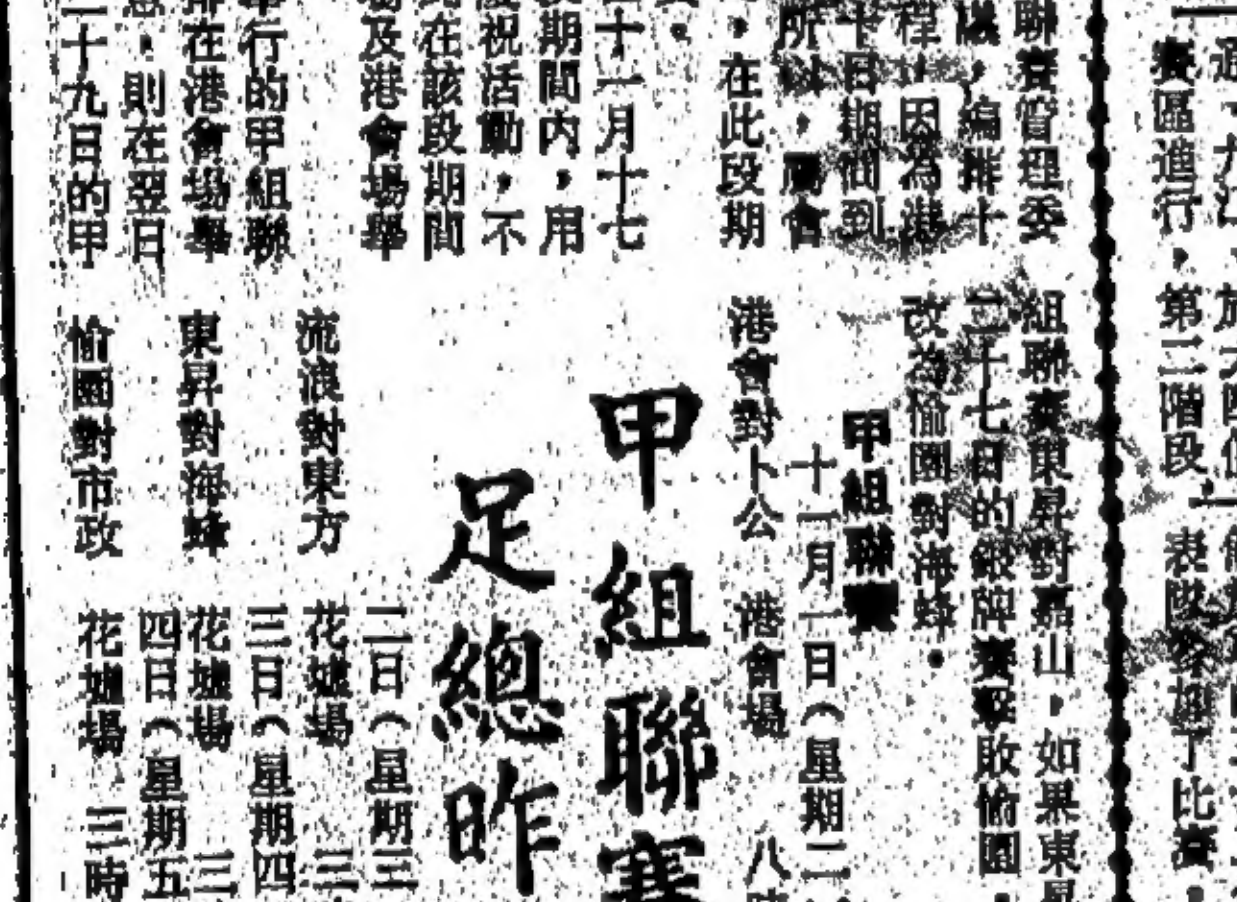 賽區進行，第二階段
了比賽，
聯賽管理委
議，編排十
程，因為港
十日期間到
所以，屬會
，在此段期
十一月十七
期間内，用
祝活動，不
在該段期間
及港會場舉
行的甲組聯
在港會場舉
，則在翌日
二十九日的甲
組聯賽東昇對嘉山，如果東昇
二十七日的銀牌賽擊敗愉園，
改為愉園對海蜂。
甲組聯賽
十一月一日（星期二
港會對卜公　港會場　八時
甲組聯賽
足總昨
二日（星期三
流浪對東方　花墟場　三
三日（星期四
東昇對海蜂　花墟場　三
四日（星期五
愉園對市政　花墟場　三時